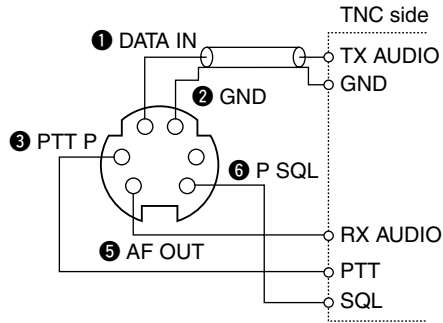 TNC side
❶ DATA IN
TX AUDIO
❷ GND
GND
❸ PTT P
❻ P SQL
❺ AF OUT
RX AUDIO
PTT
SQL